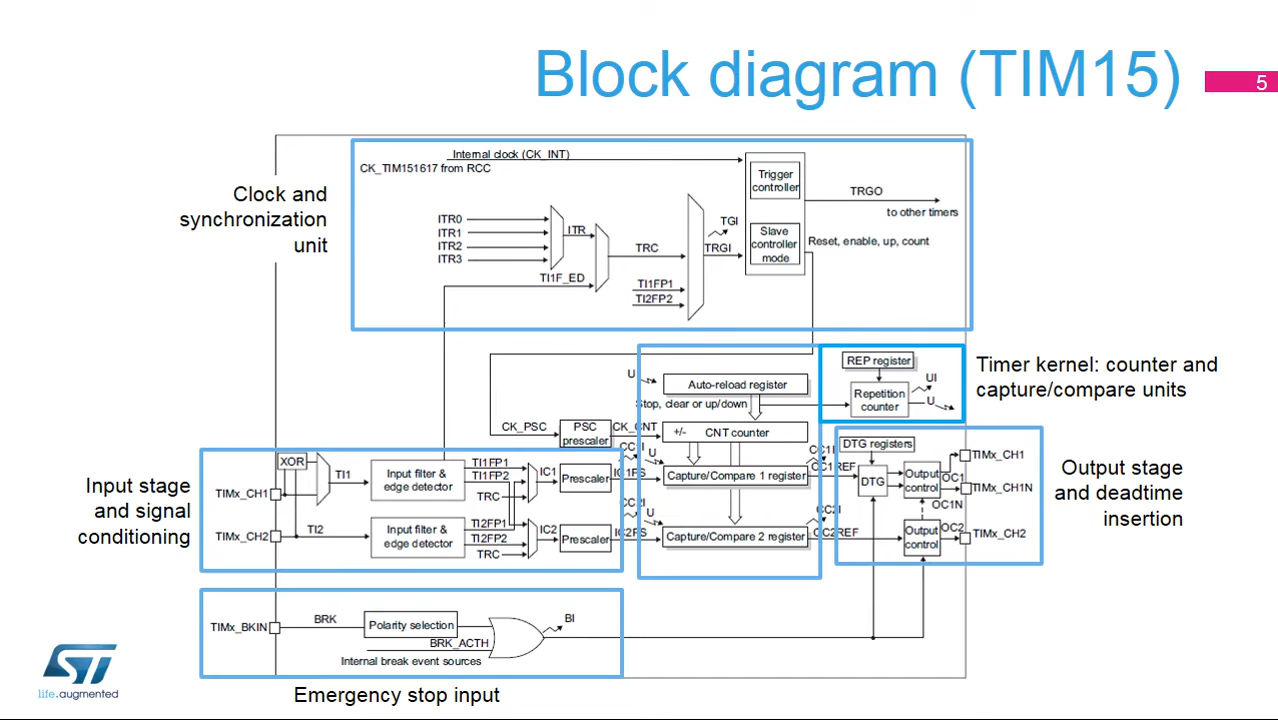 Block diagram (TIM15)
5
Clock and
synchronization
unit
Internal clock (CK_INT)
CK_TIM151617 from RCC
Trigger
controller
TRGO
to other timers
ITR0
ITR1
ITR2
ITR3
ITR
TRC
TGI
TRGI
Slave
controller
mode
Reset, enable, up, count
TI1F_ED
TI1FP1
TI2FP2
Timer kernel: counter and
capture/compare units
REP register
UI
Repetition
counter
U
U
Auto-reload register
Stop, clear or up/down
CK_PSC
PSC
prescaler
CK_CNT
+/-
CNT counter
Input stage
and signal
conditioning
XOR
TI1
TIMx_CH1
TIMx_CH2
TI2
Input filter &
edge detector
TI1FP1
TI1FP2
TRC
IC1
Prescaler
Input filter &
edge detector
TI2FP1
TI2FP2
TRC
IC2
Prescaler
CC1I
U
IC1PS
Capture/Compare 1 register
CC1I
OC1REF
CC2I
U
IC2PS
Capture/Compare 2 register
CC2I
OC2REF
Output stage
and deadtime
insertion
DTG registers
DTG
Output
control
OC1
OC1N
TIMx_CH1
TIMx_CH1N
Output
control
OC2
TIMx_CH2
TIMx_BKIN
BRK
Polarity selection
BRK_ACTH
Internal break event sources
BI
Emergency stop input
ST
life.augmented